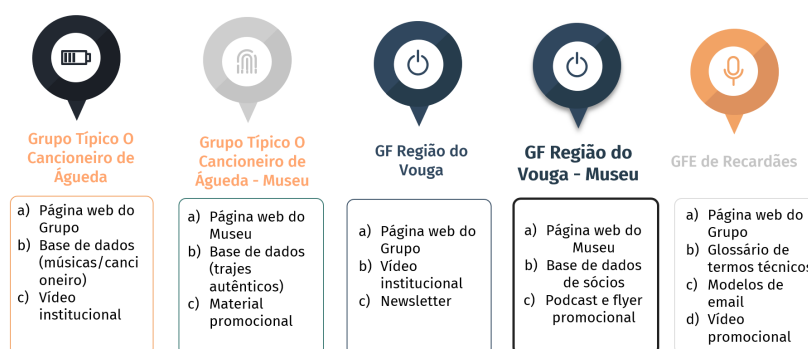 Grupo Típico O
Cancioneiro de
Águeda
a) Página web do
Grupo
b) Base de dados
(músicas/canci
oneiro)
c) Vídeo
institucional
Grupo Típico O
Cancioneiro de
Águeda - Museu
a) Página web do
Museu
b) Base de dados
(trajes
autênticos)
c) Material
promocional
GF Região do
Vouga
a) Página web do
Grupo
b) Vídeo
institucional
c) Newsletter
GF Região do
Vouga - Museu
a) Página web do
Museu
b) Base de dados
de sócios
c) Podcast e flyer
promocional
GFE de Recardães
a) Página web do
Grupo
b) Glossário de
termos técnicos
c) Modelos de
email
d) Vídeo
promocional